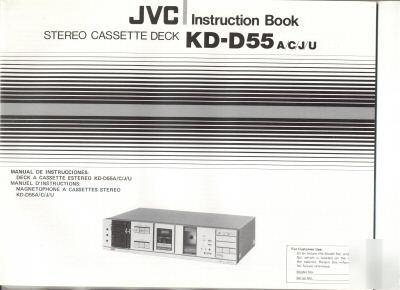 JVC Instruction Book
STEREO CASSETTE DECK KD-D55 A/C/J/U
MANUAL DE INSTRUCCIONES:
DECK A CASSETTE ESTEREO KD-D55A/C/J/U
MANUEL D'INSTRUCTIONS:
MAGNETOPHONE A CASSETTES STEREO
KD-D55A/C/J/U
For Customer Use:
Model No.
Serial No.